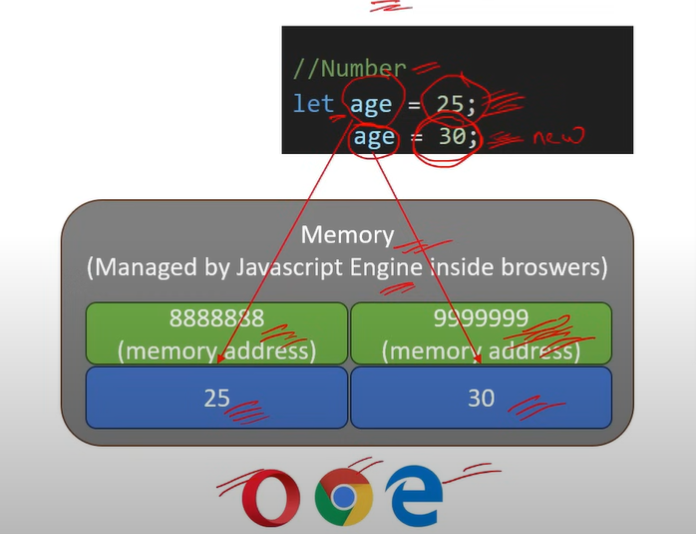 //Number
let age = 25;
age = 30; new
Memory
(Managed by Javascript Engine inside broswers)
8888888
(memory address)
9999999
(memory address)
25
30